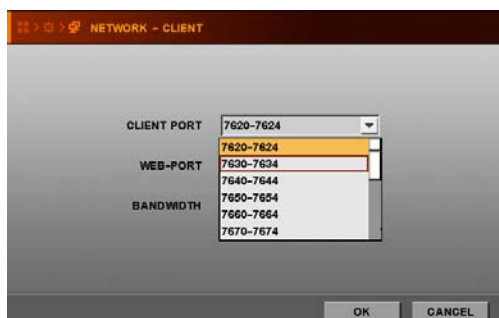 NETWORK - CLIENT
CLIENT PORT 7620-7624
7620-7624
WEB-PORT 7630-7634
7640-7644
BANDWIDTH 7650-7654
7660-7664
7670-7674
OK CANCEL